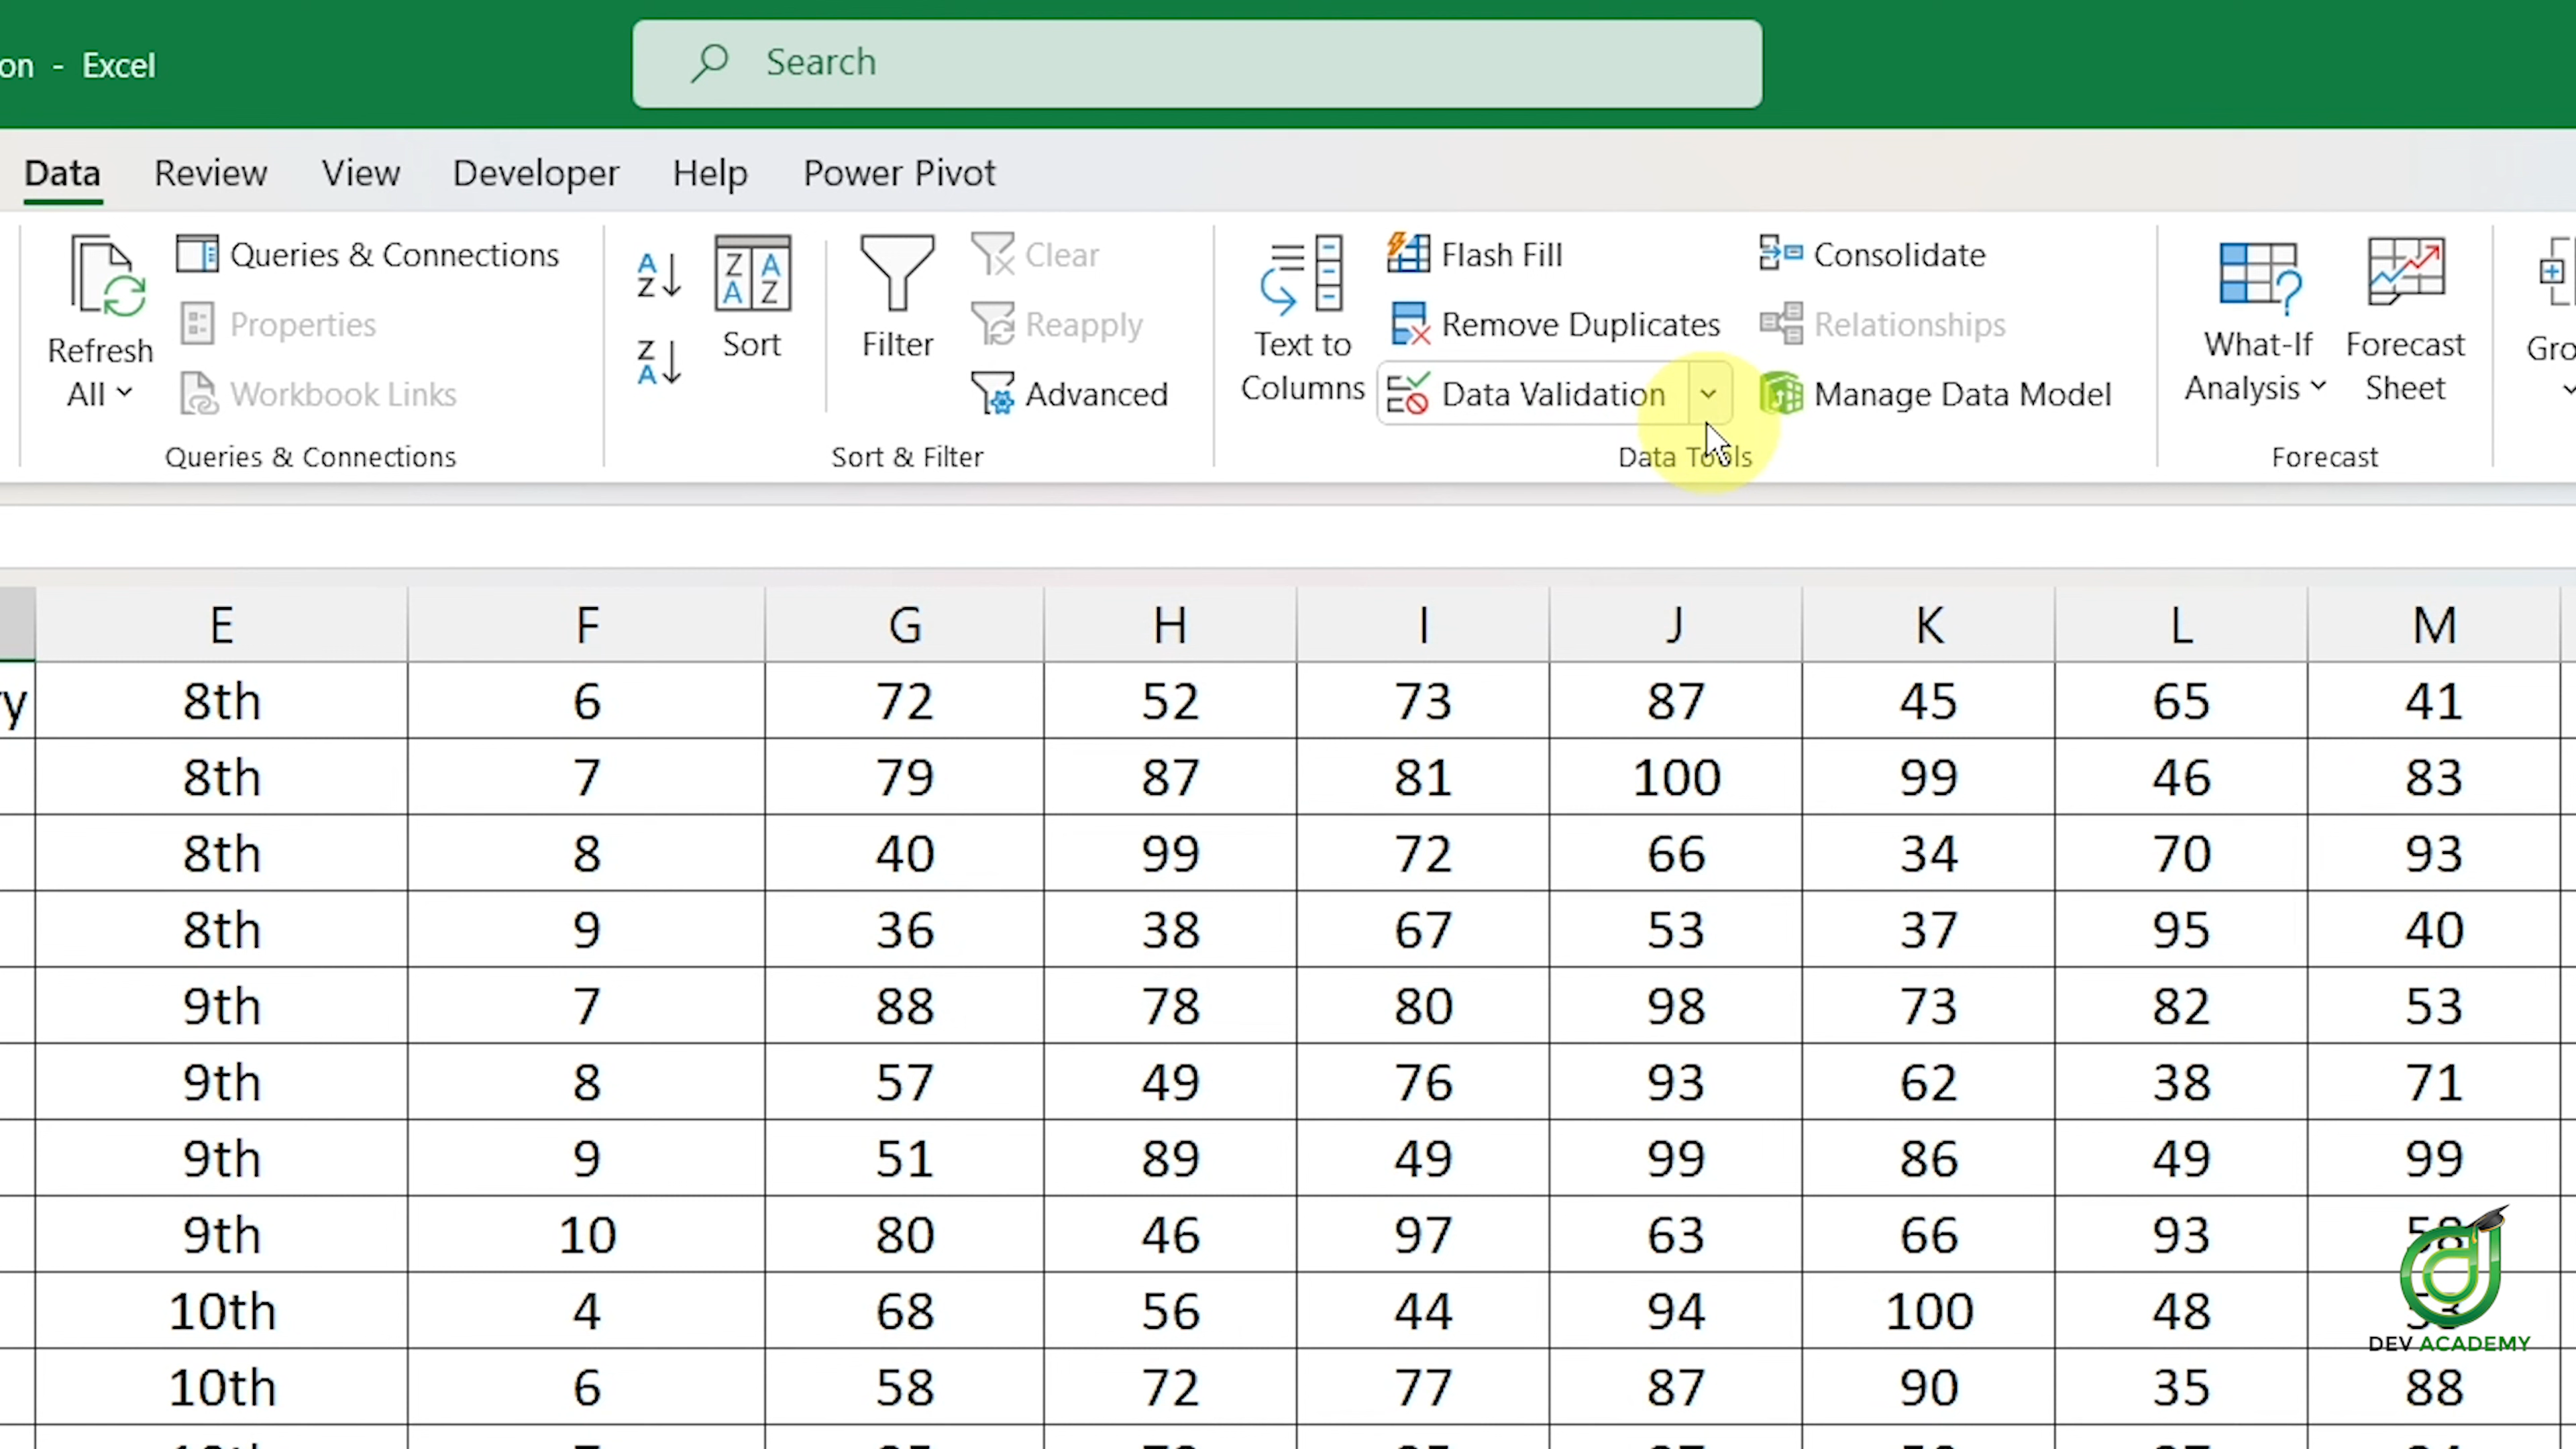 on - Excel
Search
Data Review View Developer Help Power Pivot
Refresh All
Queries & Connections
Properties
Workbook Links
Queries & Connections
Sort
Filter
Clear
Reapply
Advanced
Sort & Filter
Text to Columns
Flash Fill
Remove Duplicates
Data Validation
Consolidate
Relationships
Manage Data Model
Data Tools
What-If Analysis
Forecast Sheet
Forecast
E F G H I J K L M
y 8th 6 72 52 73 87 45 65 41
8th 7 79 87 81 100 99 46 83
8th 8 40 99 72 66 34 70 93
8th 9 36 38 67 53 37 95 40
9th 7 88 78 80 98 73 82 53
9th 8 57 49 76 93 62 38 71
9th 9 51 89 49 99 86 49 99
9th 10 80 46 97 63 66 93 58
10th 4 68 56 44 94 100 48
10th 6 58 72 77 87 90 35 88
DEV ACADEMY